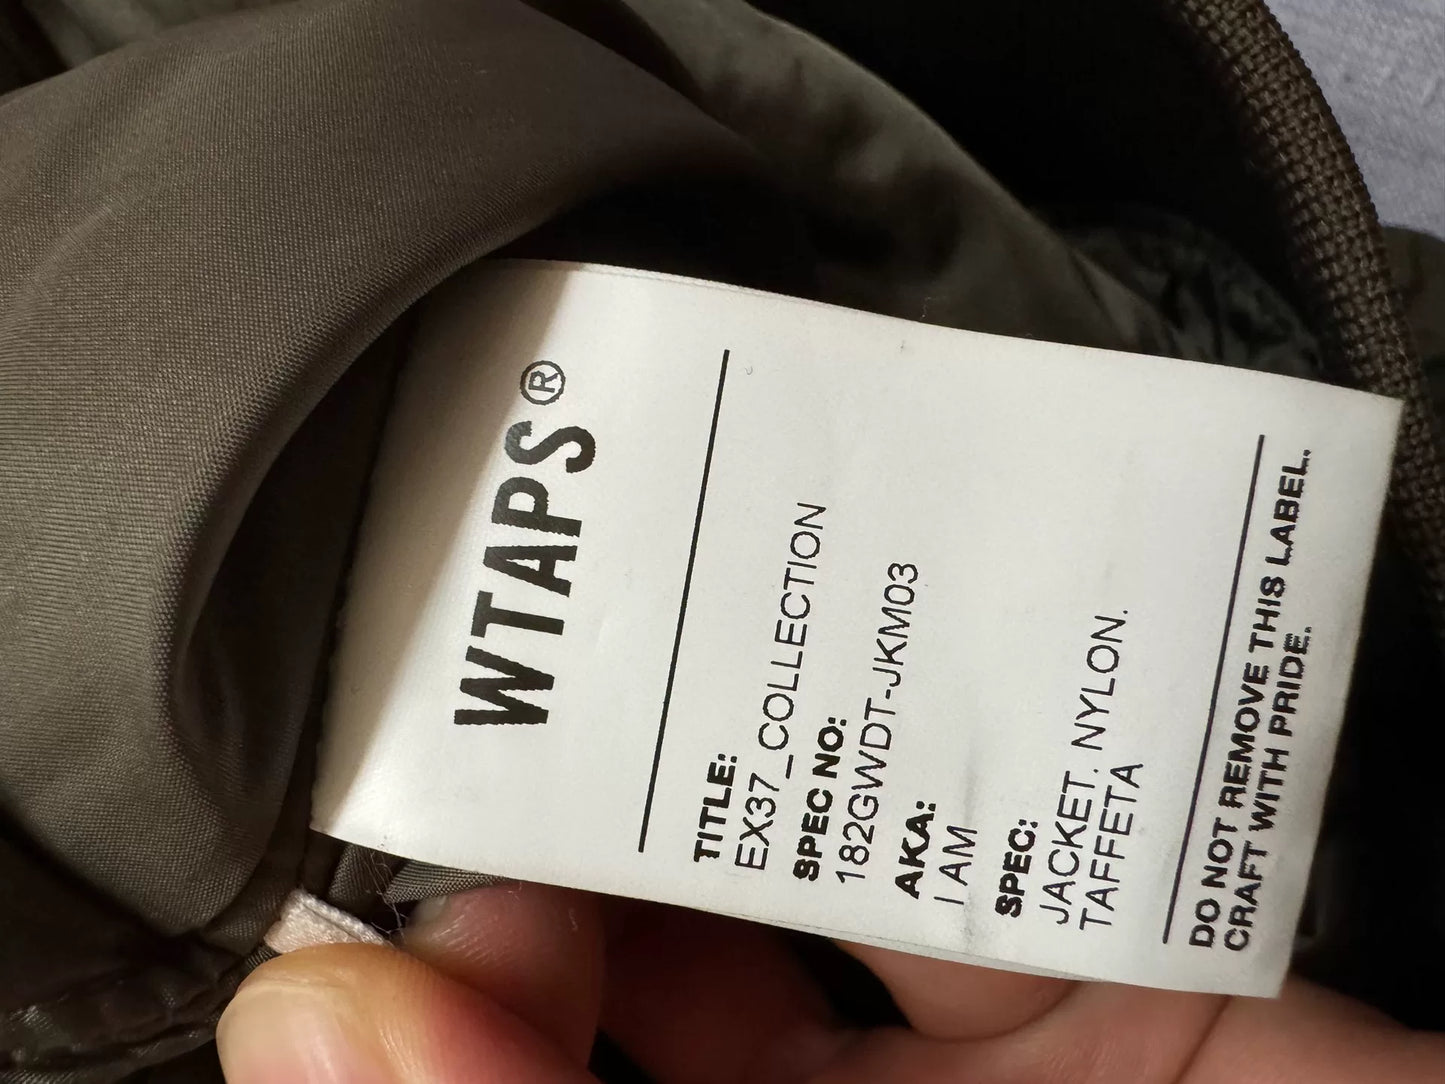 WTAPS®
TITLE:
EX37_COLLECTION
SPEC NO:
182GWDT-JKM03
AKA:
I AM
SPEC:
JACKET. NYLON.
TAFFETA
DO NOT REMOVE THIS LABEL.
CRAFT WITH PRIDE.